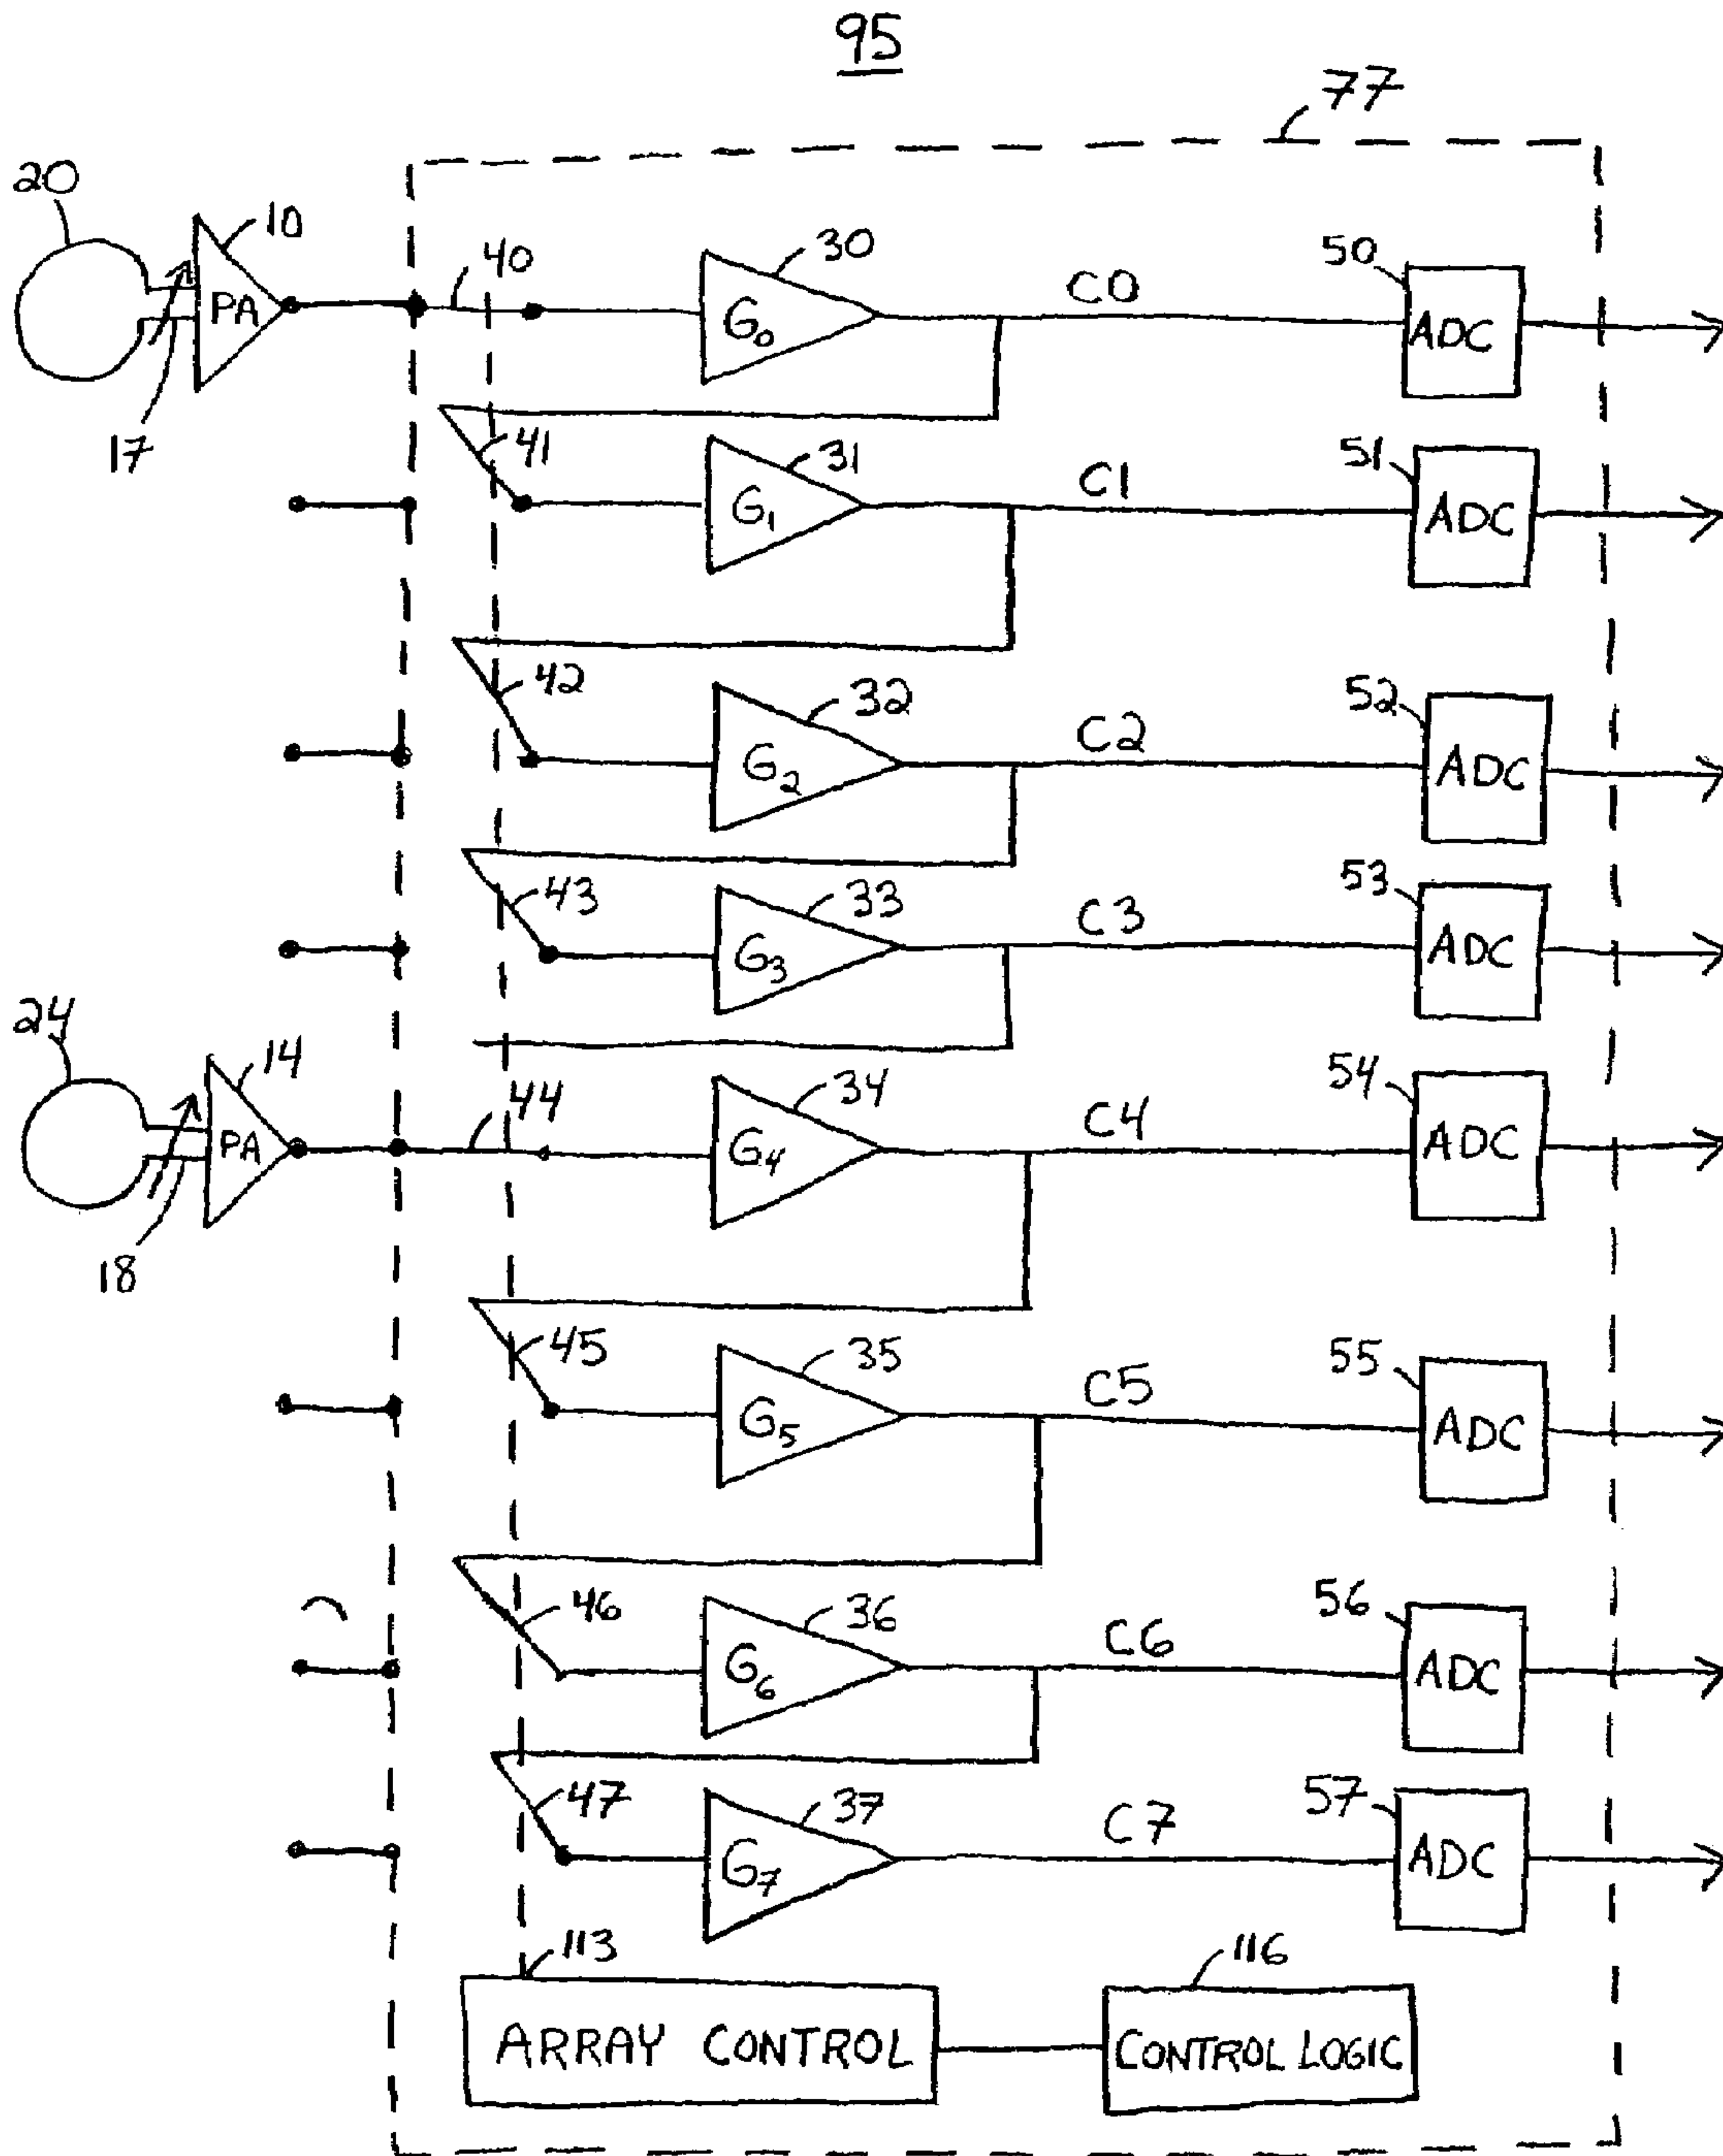 95
77
20
10
PA
17
40
30
G0
C0
50
ADC
41
31
G1
C1
51
ADC
42
32
G2
C2
52
ADC
43
33
G3
C3
53
ADC
24
14
PA
18
44
34
G4
C4
54
ADC
45
35
G5
C5
55
ADC
46
36
G6
C6
56
ADC
47
37
G7
C7
57
ADC
113
ARRAY CONTROL
116
CONTROL LOGIC